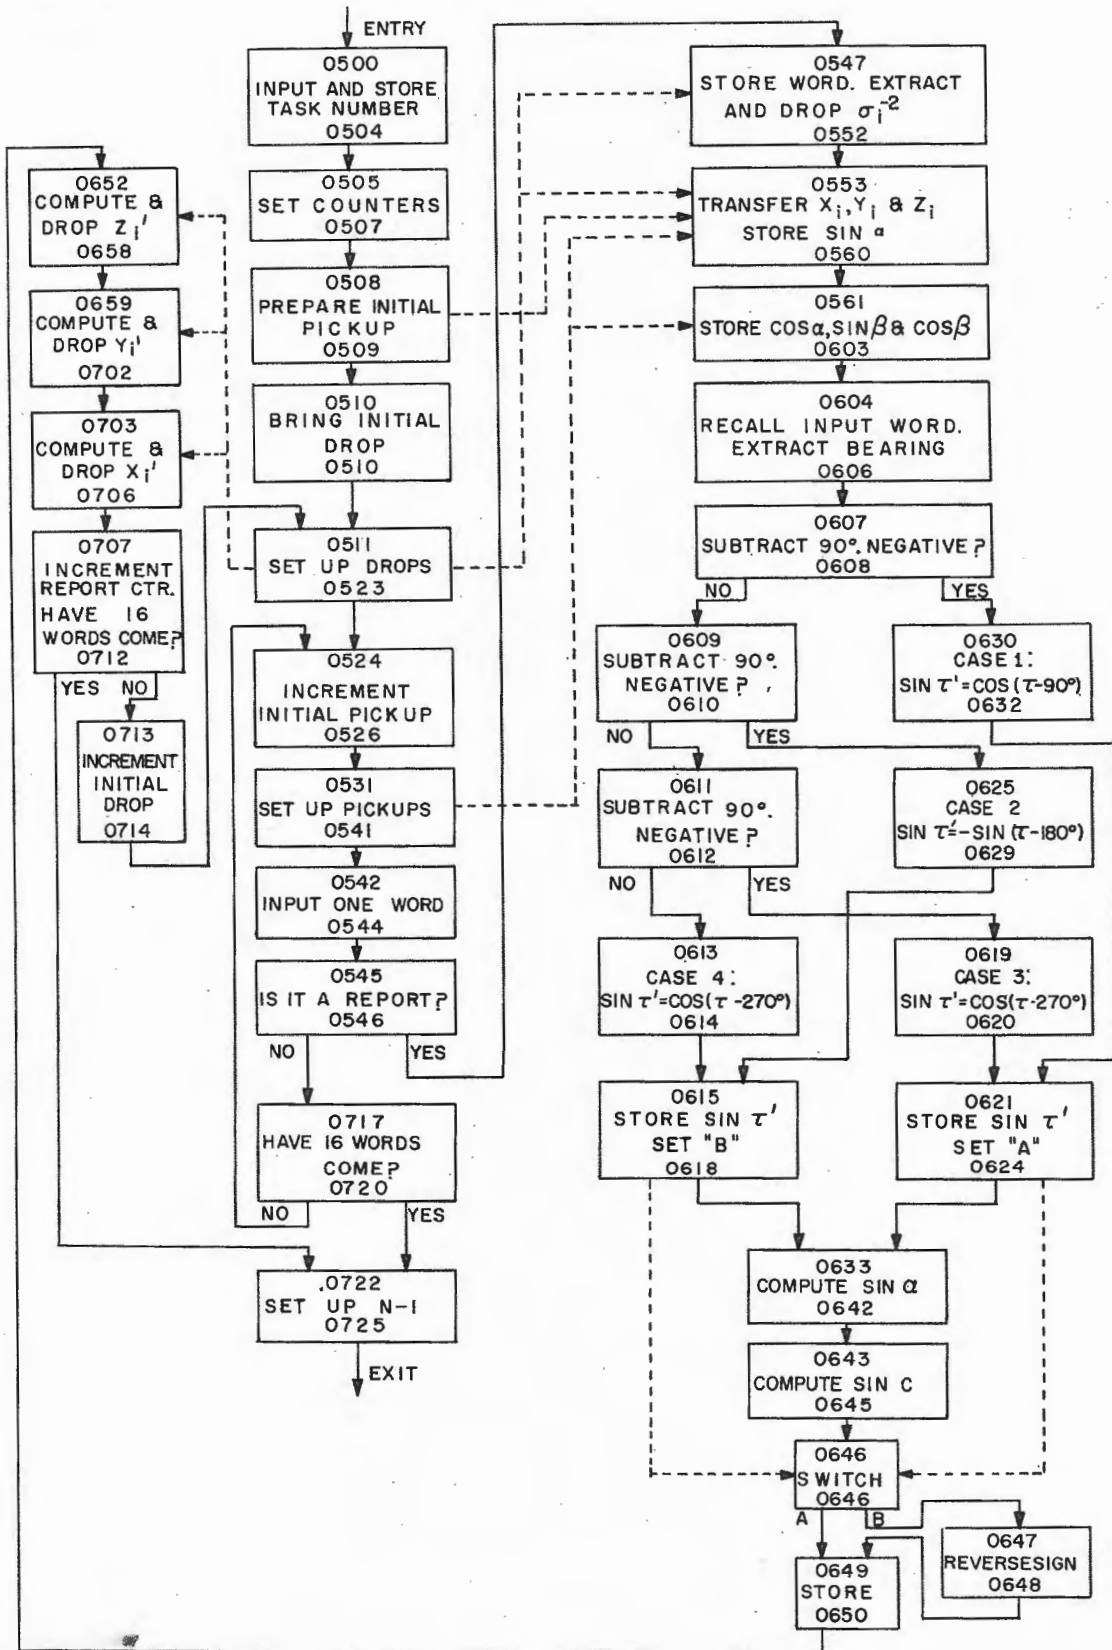 ENTRY
0500
INPUT AND STORE
TASK NUMBER
0504
0505
SET COUNTERS
0507
0508
PREPARE INITIAL
PICKUP
0509
0510
BRING INITIAL
DROP
0510
0511
SET UP DROPS
0523
0524
INCREMENT
INITIAL PICKUP
0526
0531
SET UP PICKUPS
0541
0542
INPUT ONE WORD
0544
0545
IS IT A REPORT?
0546
NO
YES
0717
HAVE 16 WORDS
COME?
0720
NO
YES
0722
SET UP N-1
0725
EXIT
0652
COMPUTE &
DROP Zi'
0658
0659
COMPUTE &
DROP Yi'
0702
0703
COMPUTE &
DROP Xi'
0706
0707
INCREMENT
REPORT CTR.
HAVE 16
WORDS COME?
0712
YES NO
0713
INCREMENT
INITIAL
DROP
0714
0547
STORE WORD. EXTRACT
AND DROP σi⁻²
0552
0553
TRANSFER Xi, Yi & Zi
STORE SIN α
0560
0561
STORE COSα, SINβ & COSβ
0603
0604
RECALL INPUT WORD.
EXTRACT BEARING
0606
0607
SUBTRACT 90°. NEGATIVE?
0608
NO
YES
0609
SUBTRACT 90°.
NEGATIVE?
0610
NO
YES
0630
CASE 1:
SIN τ'=COS(τ-90°)
0632
0611
SUBTRACT 90°.
NEGATIVE?
0612
NO
YES
0625
CASE 2
SIN τ'=-SIN (τ-180°)
0629
0613
CASE 4:
SIN τ'=COS(τ-270°)
0614
0619
CASE 3:
SIN τ'=COS(τ-270°)
0620
0615
STORE SIN τ'
SET "B"
0618
0621
STORE SIN τ'
SET "A"
0624
0633
COMPUTE SIN α
0642
0643
COMPUTE SIN C
0645
0646
SWITCH
0646
A
B
0647
REVERSESIGN
0648
0649
STORE
0650